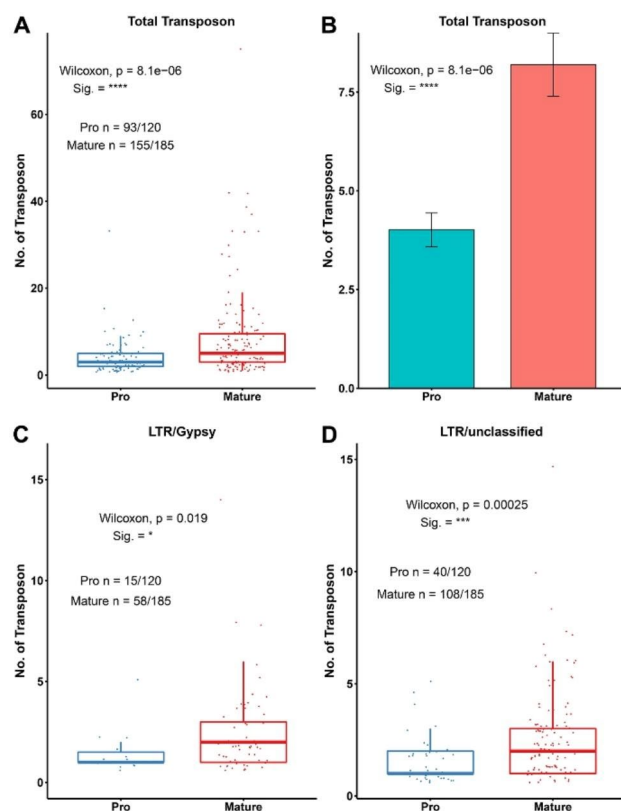 A
Total Transposon
Wilcoxon, p = 8.1e−06
Sig. = ****
Pro n = 93/120
Mature n = 155/185
No. of Transposon
60
40
20
0
Pro
Mature
B
Total Transposon
Wilcoxon, p = 8.1e−06
Sig. = ****
No. of Transposon
7.5
5.0
2.5
0.0
Pro
Mature
C
LTR/Gypsy
Wilcoxon, p = 0.019
Sig. = *
Pro n = 15/120
Mature n = 58/185
No. of Transposon
15
10
5
0
Pro
Mature
D
LTR/unclassified
Wilcoxon, p = 0.00025
Sig. = ***
Pro n = 40/120
Mature n = 108/185
No. of Transposon
15
10
5
0
Pro
Mature